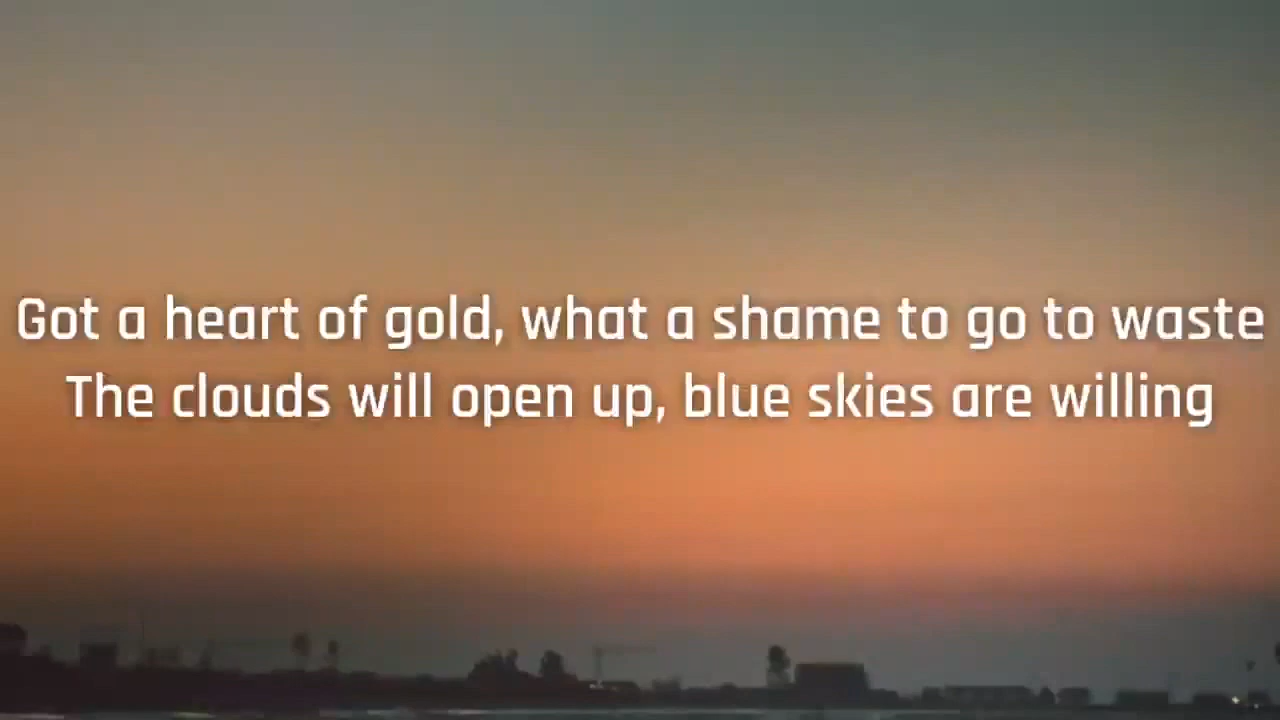 Got a heart of gold, what a shame to go to waste
The clouds will open up, blue skies are willing